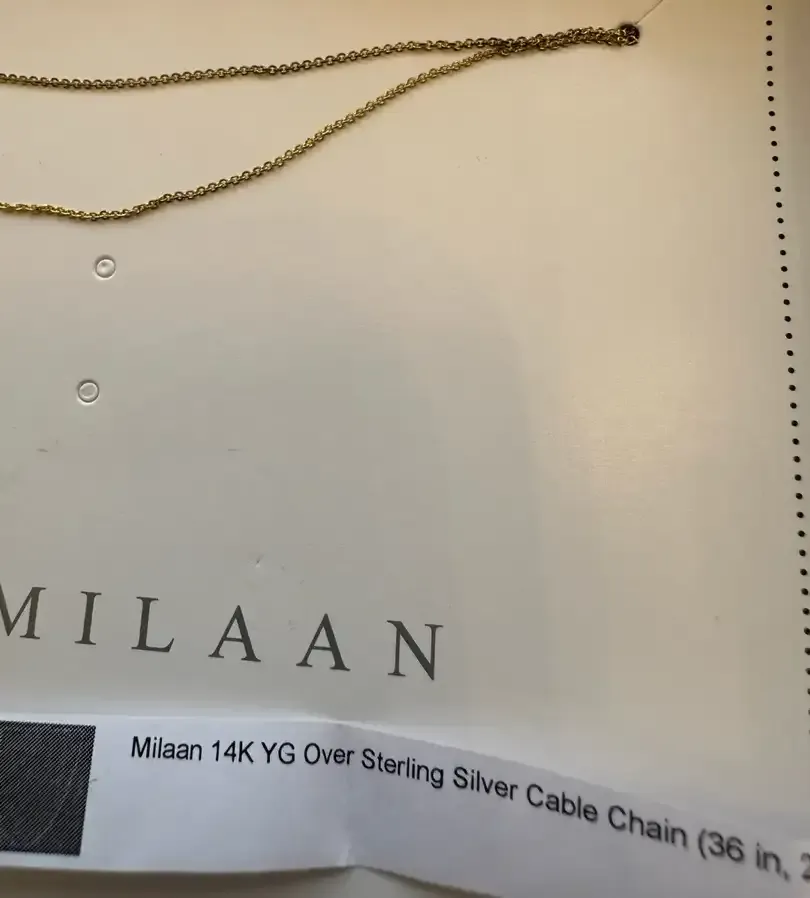 MILAAN
Milaan 14K YG Over Sterling Silver Cable Chain (36 in,